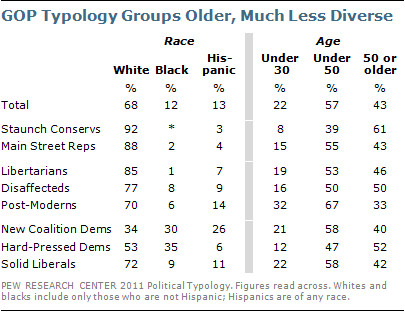 GOP Typology Groups Older, Much Less Diverse
Race Age
White Black His-panic Under 30 Under 50 50 or older
% % % % % %
Total 68 12 13 22 57 43
Staunch Conservs 92 * 3 8 39 61
Main Street Reps 88 2 4 15 55 43
Libertarians 85 1 7 19 53 46
Disaffecteds 77 8 9 16 50 50
Post-Moderns 70 6 14 32 67 33
New Coalition Dems 34 30 26 21 58 40
Hard-Pressed Dems 53 35 6 12 47 52
Solid Liberals 72 9 11 22 58 42
PEW RESEARCH CENTER 2011 Political Typology. Figures read across. Whites and
blacks include only those who are not Hispanic; Hispanics are of any race.